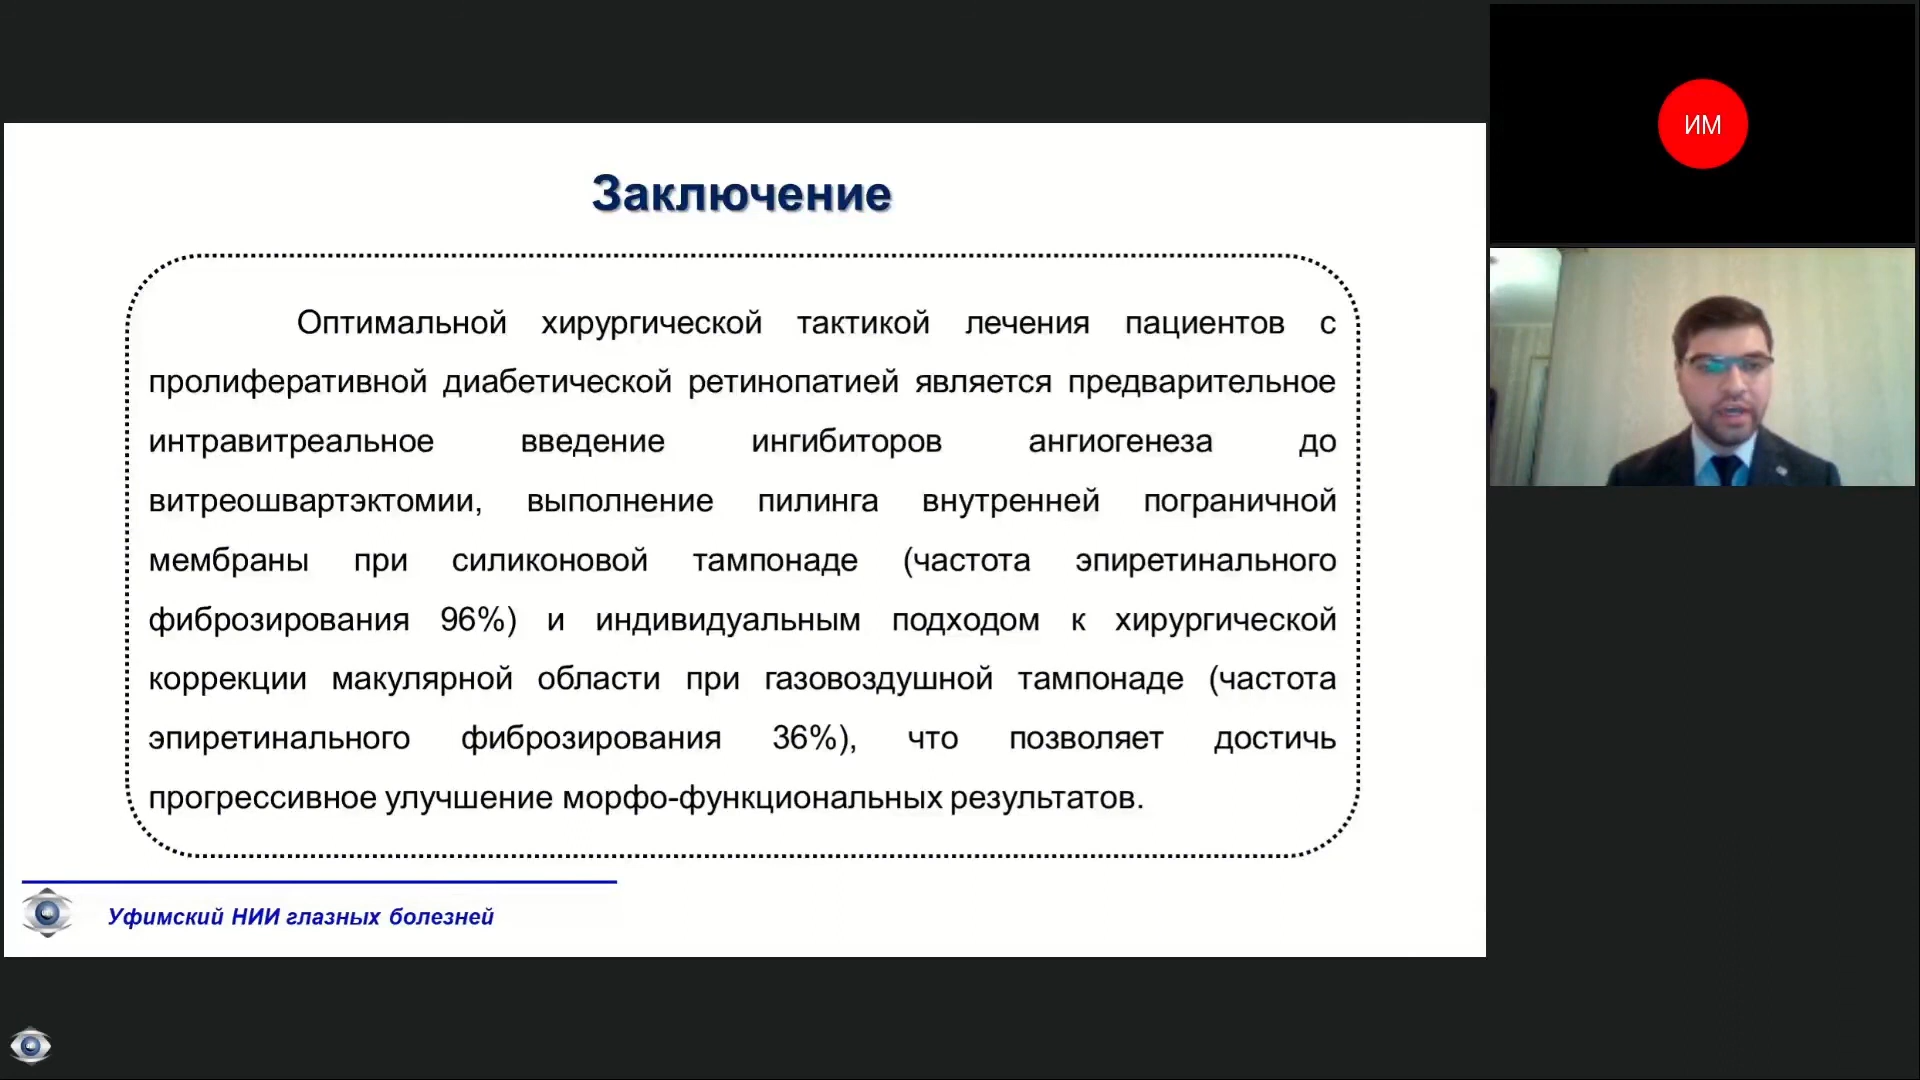 Заключение
Оптимальной хирургической тактикой лечения пациентов с
пролиферативной диабетической ретинопатией является предварительное
интравитреальное введение ингибиторов ангиогенеза до
витреошвартэктомии, выполнение пилинга внутренней пограничной
мембраны при силиконовой тампонаде (частота эпиретинального
фиброзирования 96%) и индивидуальным подходом к хирургической
коррекции макулярной области при газовоздушной тампонаде (частота
эпиретинального фиброзирования 36%), что позволяет достичь
прогрессивное улучшение морфо-функциональных результатов.
Уфимский НИИ глазных болезней
ИМ